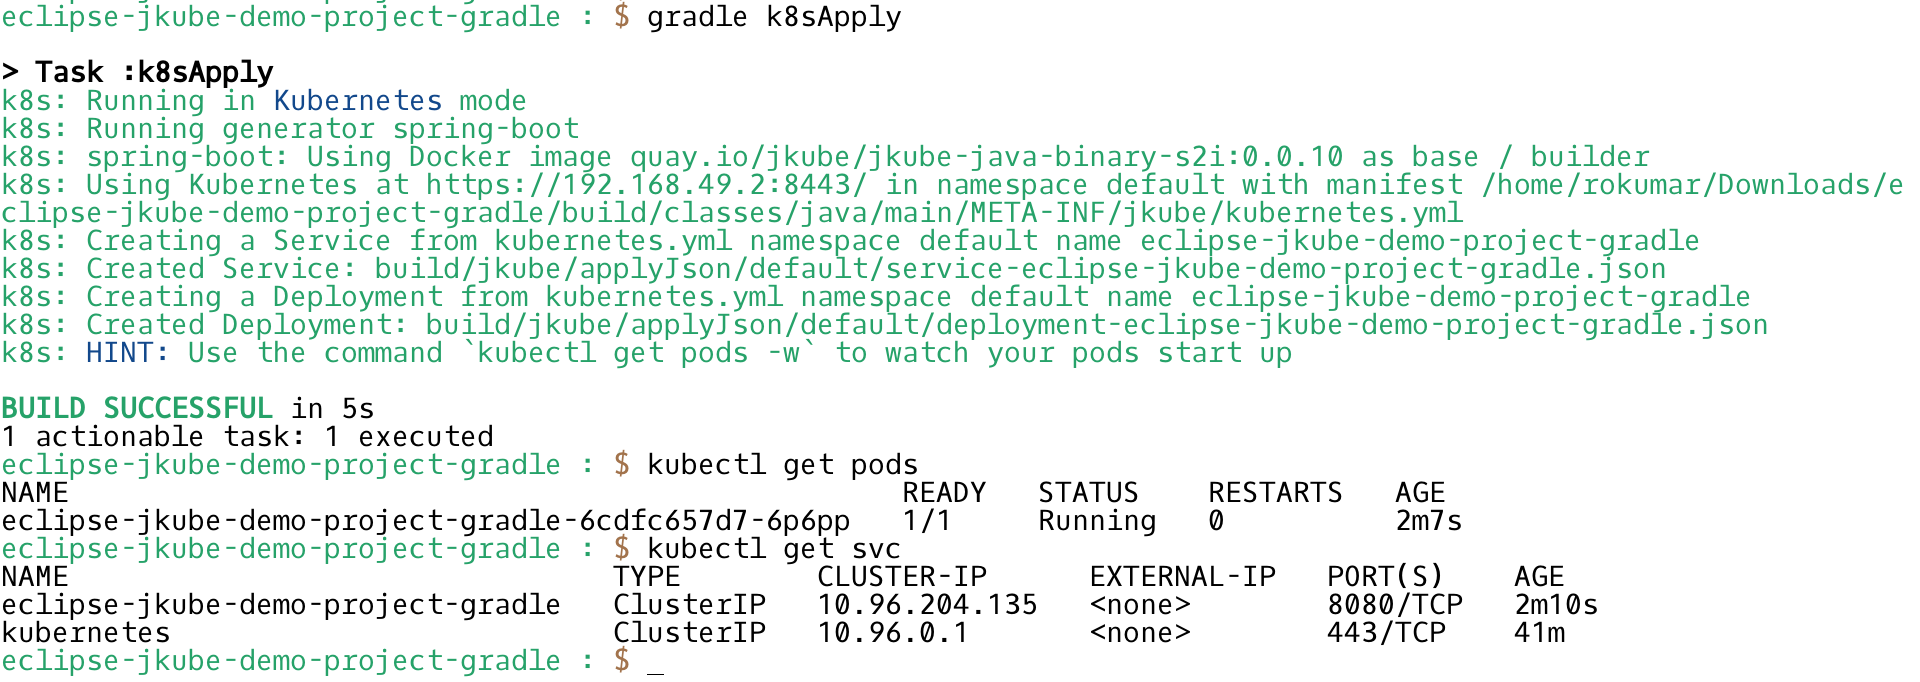 eclipse-jkube-demo-project-gradle : $ gradle k8sApply
> Task :k8sApply
k8s: Running in Kubernetes mode
k8s: Running generator spring-boot
k8s: spring-boot: Using Docker image quay.io/jkube/jkube-java-binary-s2i:0.0.10 as base / builder
k8s: Using Kubernetes at https://192.168.49.2:8443/ in namespace default with manifest /home/rokumar/Downloads/e
clipse-jkube-demo-project-gradle/build/classes/java/main/META-INF/jkube/kubernetes.yml
k8s: Creating a Service from kubernetes.yml namespace default name eclipse-jkube-demo-project-gradle
k8s: Created Service: build/jkube/applyJson/default/service-eclipse-jkube-demo-project-gradle.json
k8s: Creating a Deployment from kubernetes.yml namespace default name eclipse-jkube-demo-project-gradle
k8s: Created Deployment: build/jkube/applyJson/default/deployment-eclipse-jkube-demo-project-gradle.json
k8s: HINT: Use the command `kubectl get pods -w` to watch your pods start up
BUILD SUCCESSFUL in 5s
1 actionable task: 1 executed
eclipse-jkube-demo-project-gradle : $ kubectl get pods
NAME READY STATUS RESTARTS AGE
eclipse-jkube-demo-project-gradle-6cdfc657d7-6p6pp 1/1 Running 0 2m7s
eclipse-jkube-demo-project-gradle : $ kubectl get svc
NAME TYPE CLUSTER-IP EXTERNAL-IP PORT(S) AGE
eclipse-jkube-demo-project-gradle ClusterIP 10.96.204.135 <none> 8080/TCP 2m10s
kubernetes ClusterIP 10.96.0.1 <none> 443/TCP 41m
eclipse-jkube-demo-project-gradle : $ _